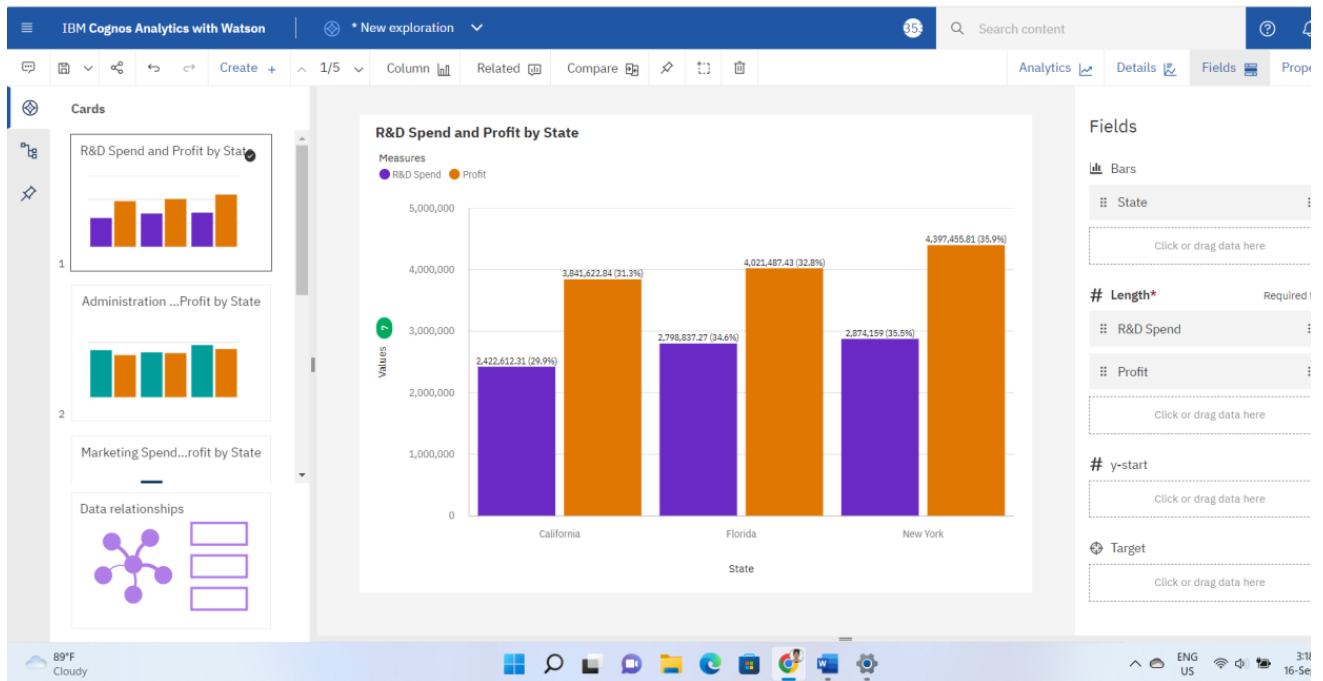 IBM Cognos Analytics with Watson
* New exploration
Search content
Create +
1/5
Column
Related
Compare
Analytics
Details
Fields
Cards
R&D Spend and Profit by State
1
Administration ...Profit by State
2
Marketing Spend...rofit by State
Data relationships
R&D Spend and Profit by State
Measures
R&D Spend Profit
5,000,000
4,000,000
3,000,000
2,000,000
1,000,000
0
Values 7
2,422,612.31 (29.9%)
3,841,622.84 (31.3%)
2,798,837.27 (34.6%)
4,021,487.43 (32.8%)
2,874,159 (35.5%)
4,397,455.81 (35.9%)
California
Florida
New York
State
Fields
Bars
State
Click or drag data here
# Length*
Required
R&D Spend
Profit
Click or drag data here
# y-start
Click or drag data here
Target
Click or drag data here
89°F
Cloudy
ENG
US